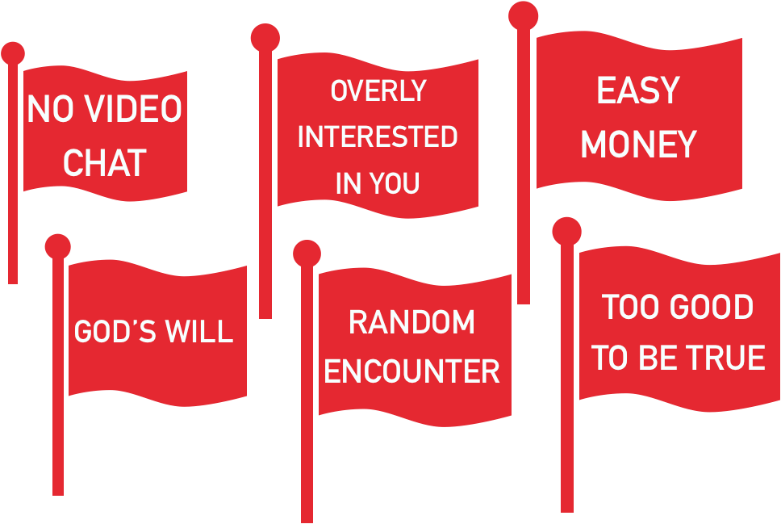 NO VIDEO
CHAT
OVERLY
INTERESTED
IN YOU
EASY
MONEY
GOD'S WILL
RANDOM
ENCOUNTER
TOO GOOD
TO BE TRUE